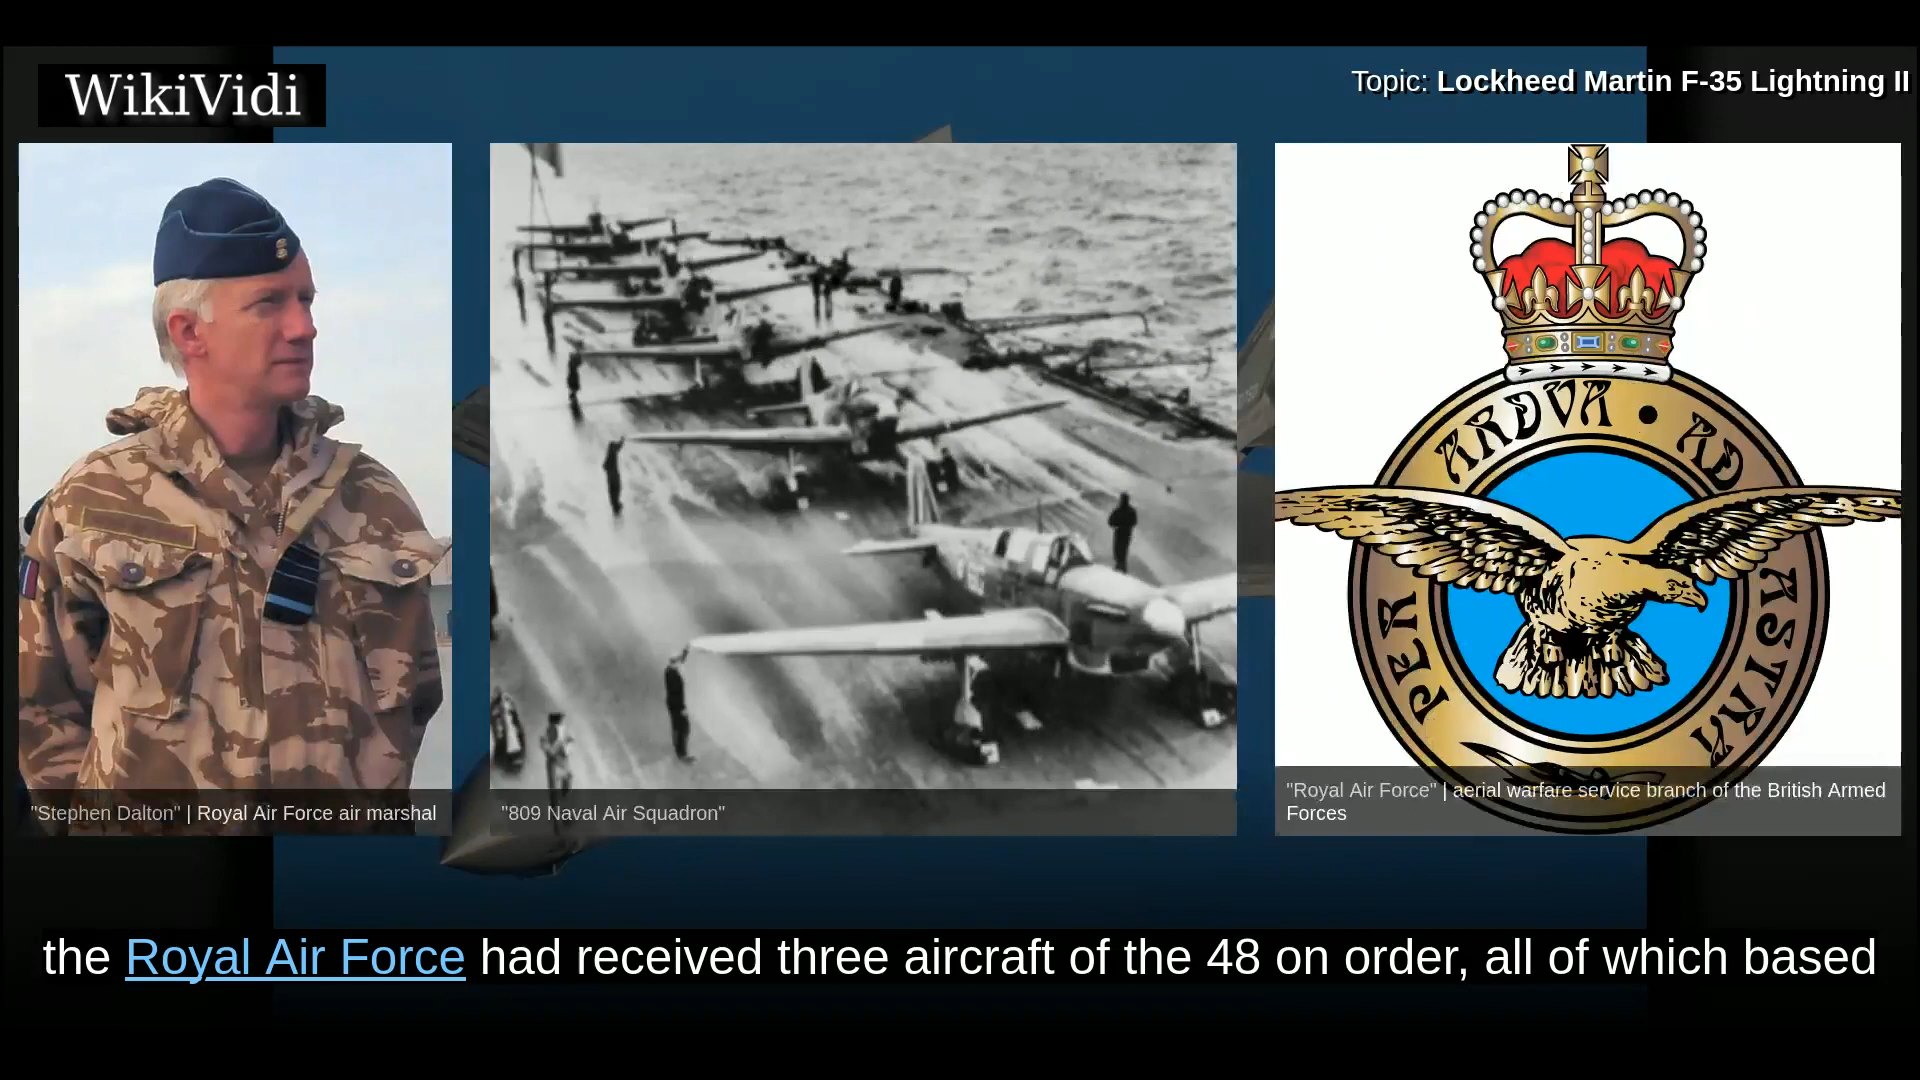 WikiVidi
Topic: Lockheed Martin F-35 Lightning II
PER ARDVA • AD ASTRA
"Stephen Dalton" | Royal Air Force air marshal
"809 Naval Air Squadron"
"Royal Air Force" | aerial warfare service branch of the British Armed
Forces
the Royal Air Force had received three aircraft of the 48 on order, all of which based